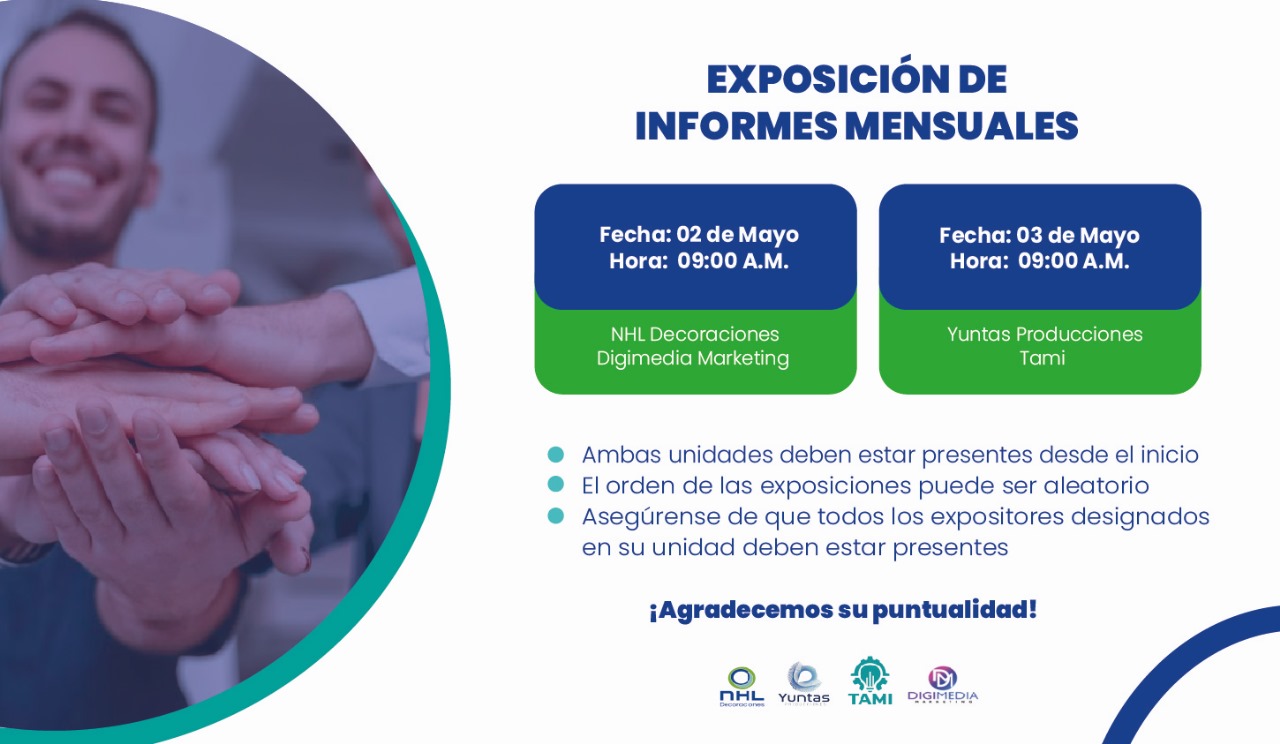 EXPOSICIÓN DE
INFORMES MENSUALES
Fecha: 02 de Mayo
Hora: 09:00 A.M.
NHL Decoraciones
Digimedia Marketing
Fecha: 03 de Mayo
Hora: 09:00 A.M.
Yuntas Producciones
Tami
Ambas unidades deben estar presentes desde el inicio
El orden de las exposiciones puede ser aleatorio
Asegúrense de que todos los expositores designados
en su unidad deben estar presentes
¡Agradecemos su puntualidad!
nHL
Decoraciones
Yuntas
TAMI
DIGIMEDIA
MARKETING